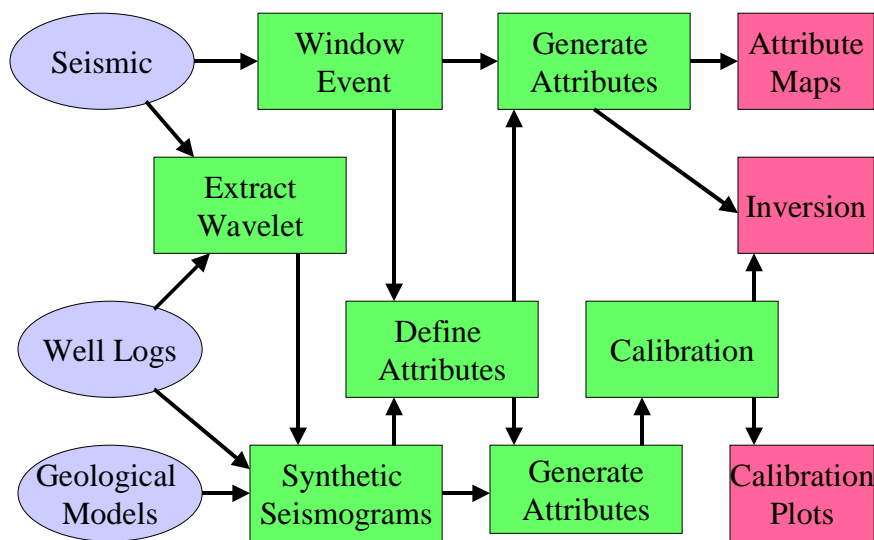 Seismic
Window
Event
Generate
Attributes
Attribute
Maps
Extract
Wavelet
Inversion
Well Logs
Define
Attributes
Calibration
Geological
Models
Synthetic
Seismograms
Generate
Attributes
Calibration
Plots